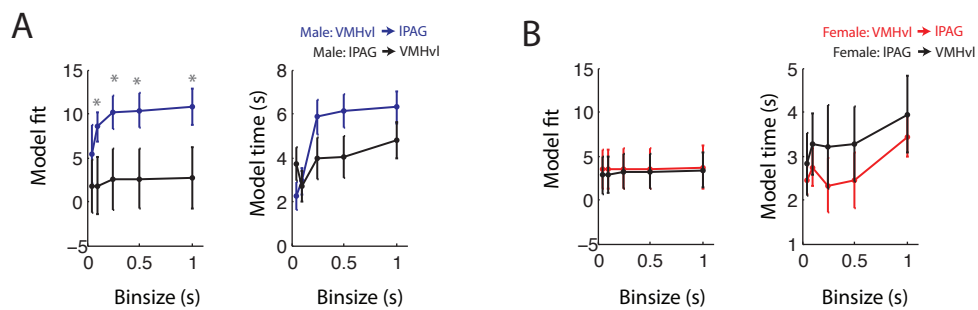 A
Male: VMHvl → lPAG
Male: lPAG → VMHvl
Model fit
15
10
5
0
−5
* * * *
0 0.5 1
Binsize (s)
Model time (s)
8
6
4
2
0
0 0.5 1
Binsize (s)
B
Female: VMHvl → lPAG
Female: lPAG → VMHvl
Model fit
15
10
5
0
−5
0 0.5 1
Binsize (s)
Model time (s)
5
4
3
2
1
0 0.5 1
Binsize (s)